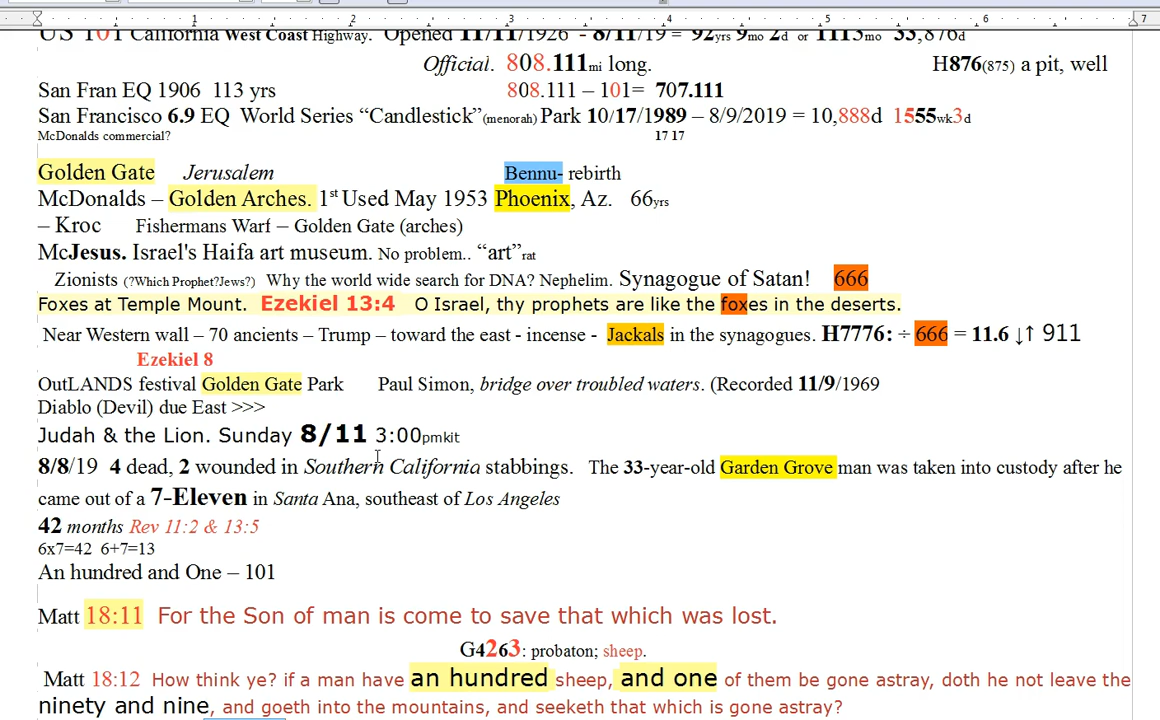 US 101 California West Coast Highway. Opened 11/11/1926 - 8/11/19 = 92yrs 9mo 2d or 1113mo 33,876d
Official. 808.111mi long. H876(875) a pit, well
San Fran EQ 1906 113 yrs 808.111 – 101= 707.111
San Francisco 6.9 EQ World Series “Candlestick”(menorah) Park 10/17/1989 – 8/9/2019 = 10,888d 1555wk3d
McDonalds commercial? 17 17
Golden Gate Jerusalem Bennu- rebirth
McDonalds – Golden Arches. 1st Used May 1953 Phoenix, Az. 66yrs
– Kroc Fishermans Warf – Golden Gate (arches)
McJesus. Israel's Haifa art museum. No problem.. “art”rat
Zionists (?Which Prophet?Jews?) Why the world wide search for DNA? Nephelim. Synagogue of Satan! 666
Foxes at Temple Mount. Ezekiel 13:4 O Israel, thy prophets are like the foxes in the deserts.
Near Western wall – 70 ancients – Trump – toward the east - incense - Jackals in the synagogues. H7776: ÷ 666 = 11.6 ↓↑ 911
Ezekiel 8
OutLANDS festival Golden Gate Park Paul Simon, bridge over troubled waters. (Recorded 11/9/1969
Diablo (Devil) due East >>>
Judah & the Lion. Sunday 8/11 3:00pmkit
8/8/19 4 dead, 2 wounded in Southern California stabbings. The 33-year-old Garden Grove man was taken into custody after he
came out of a 7-Eleven in Santa Ana, southeast of Los Angeles
42 months Rev 11:2 & 13:5
6x7=42 6+7=13
An hundred and One – 101
Matt 18:11 For the Son of man is come to save that which was lost.
G4263: probaton; sheep.
Matt 18:12 How think ye? if a man have an hundred sheep, and one of them be gone astray, doth he not leave the
ninety and nine, and goeth into the mountains, and seeketh that which is gone astray?